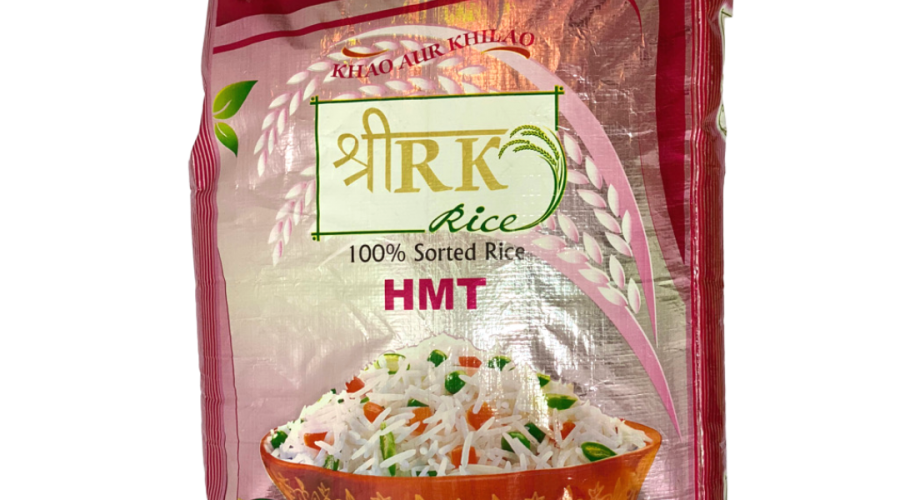 KHAO AUR KHILAO
श्री RK
Rice
100% Sorted Rice
HMT